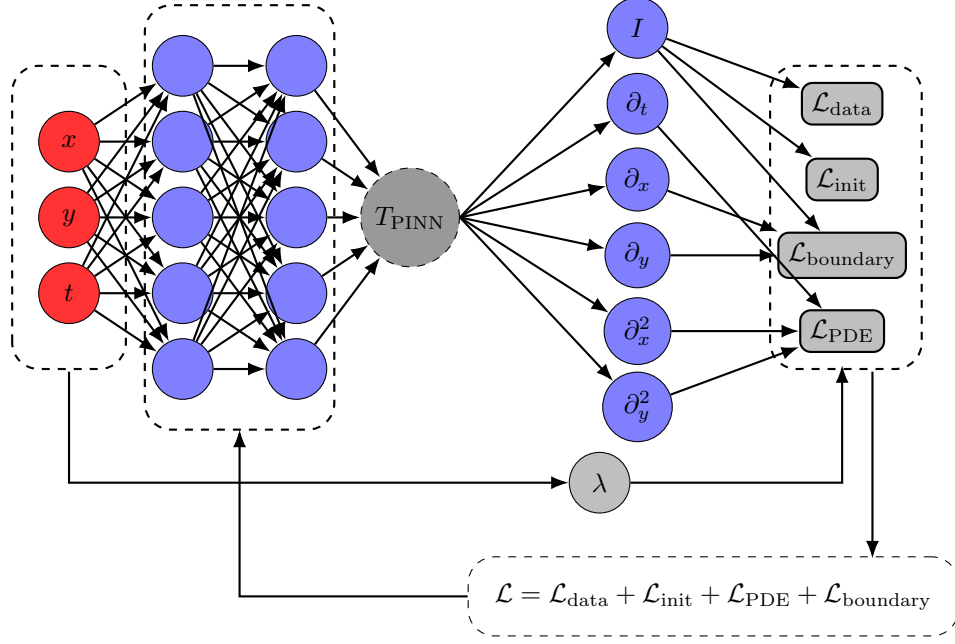 x
y
t
T_PINN
I
∂_t
∂_x
∂_y
∂_x^2
∂_y^2
ℒ_data
ℒ_init
ℒ_boundary
ℒ_PDE
λ
ℒ = ℒ_data + ℒ_init + ℒ_PDE + ℒ_boundary